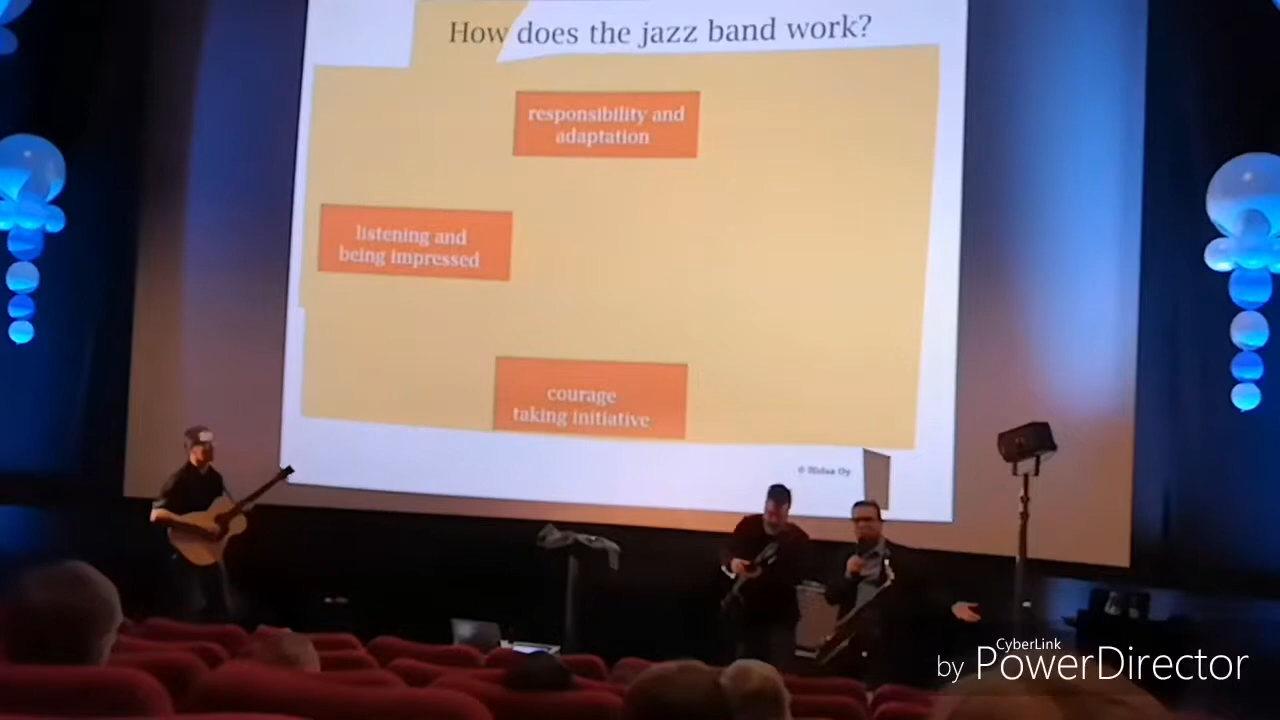 How does the jazz band work?
responsibility and
adaptation
listening and
being impressed
courage
taking initiative
CyberLink
by PowerDirector